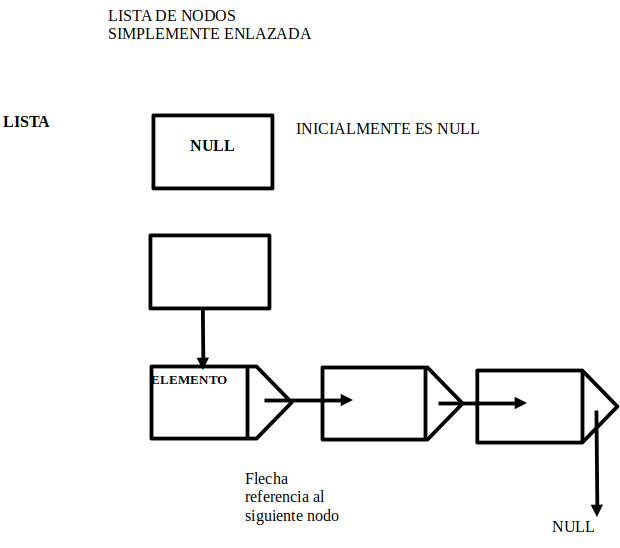 LISTA DE NODOS
SIMPLEMENTE ENLAZADA
LISTA
NULL
INICIALMENTE ES NULL
ELEMENTO
Flecha
referencia al
siguiente nodo
NULL